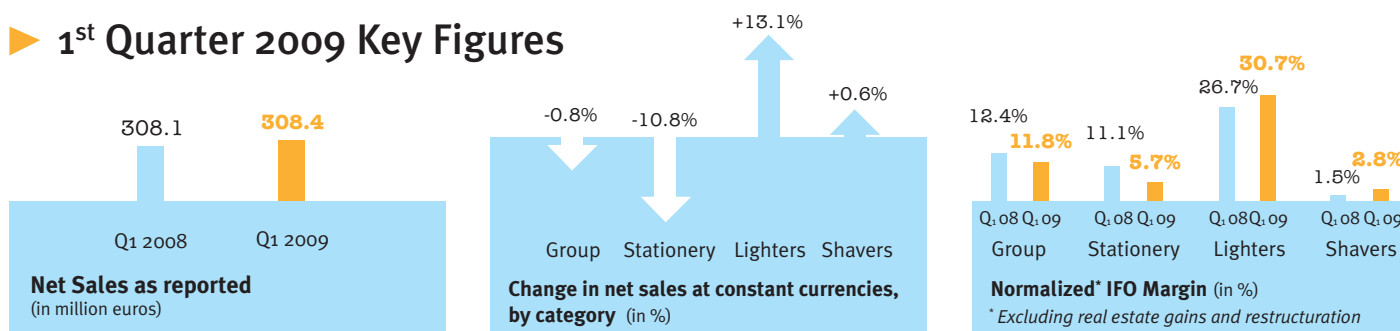 1st Quarter 2009 Key Figures
308.1
308.4
Q1 2008
Q1 2009
Net Sales as reported
(in million euros)
-0.8%
-10.8%
+13.1%
+0.6%
Group
Stationery
Lighters
Shavers
Change in net sales at constant currencies,
by category (in %)
12.4%
11.8%
11.1%
5.7%
26.7%
30.7%
1.5%
2.8%
Q1 08 Q1 09
Q1 08 Q1 09
Q1 08 Q1 09
Q1 08 Q1 09
Group
Stationery
Lighters
Shavers
Normalized* IFO Margin (in %)
* Excluding real estate gains and restructuration